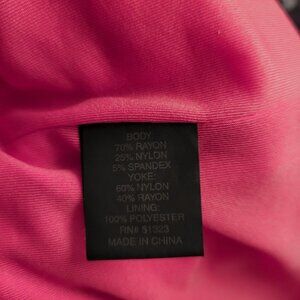 BODY:
70% RAYON
25% NYLON
5% SPANDEX
YOKE:
60% NYLON
40% RAYON
LINING:
100% POLYESTER
RN# 51323
MADE IN CHINA